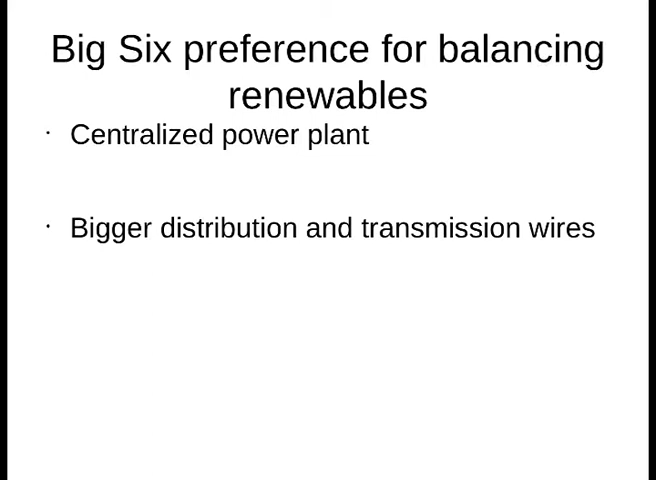 Big Six preference for balancing
renewables
· Centralized power plant
· Bigger distribution and transmission wires